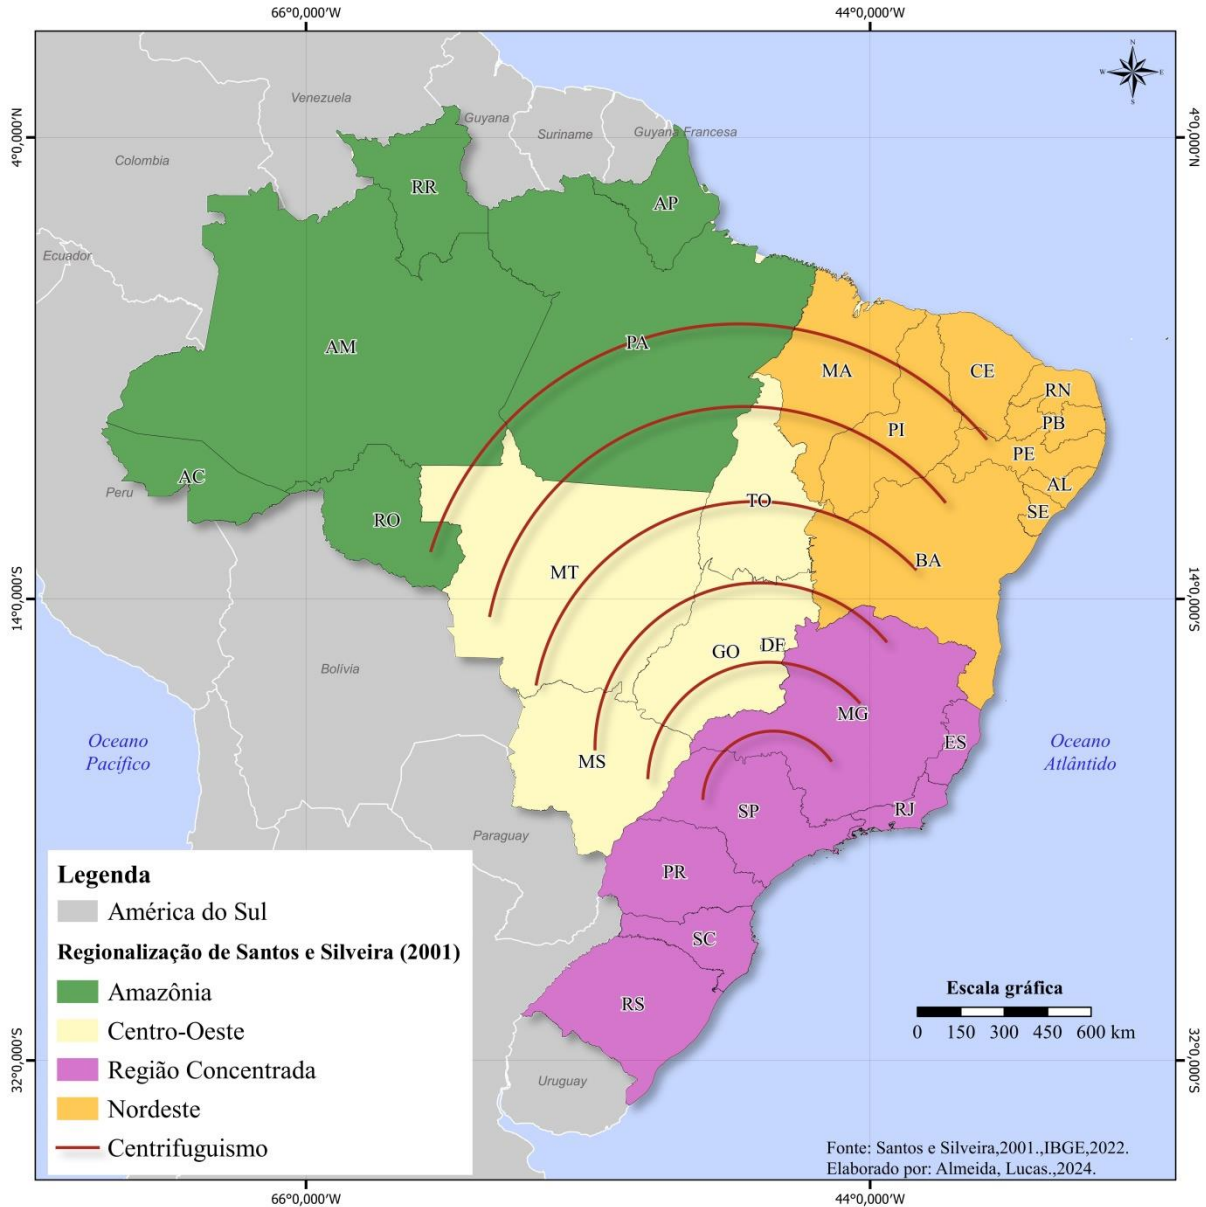 66°0,000'W
44°0,000'W
N
W
E
S
4°0,000'N
4°0,000'N
Venezuela
Guyana
Suriname
Guyana Francesa
Colombia
RR
AP
Ecuador
AM
PA
MA
CE
RN
PB
PI
PE
AC
AL
Peru
TO
SE
RO
BA
MT
14°0,000'S
14°0,000'S
GO
DF
Bolívia
MG
Oceano
Pacífico
ES
Oceano
Atlântido
MS
SP
RJ
Paraguay
PR
SC
RS
Uruguay
Legenda
América do Sul
Regionalização de Santos e Silveira (2001)
Amazônia
Centro-Oeste
Região Concentrada
Nordeste
Centrifuguismo
Escala gráfica
0 150 300 450 600 km
32°0,000'S
32°0,000'S
Fonte: Santos e Silveira,2001.,IBGE,2022.
Elaborado por: Almeida, Lucas.,2024.
66°0,000'W
44°0,000'W